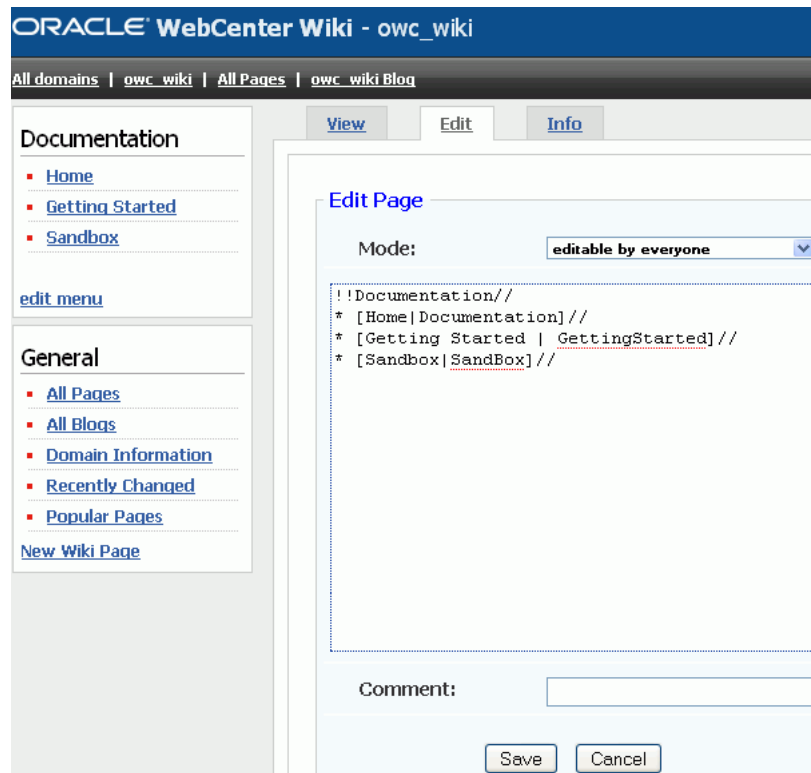 ORACLE WebCenter Wiki - owc_wiki
All domains | owc_wiki | All Pages | owc_wiki Blog
Documentation
Home
Getting Started
Sandbox
edit menu
General
All Pages
All Blogs
Domain Information
Recently Changed
Popular Pages
New Wiki Page
View Edit Info
Edit Page
Mode: editable by everyone
!!Documentation//
* [Home|Documentation]//
* [Getting Started | GettingStarted]//
* [Sandbox|SandBox]//
Comment:
Save Cancel